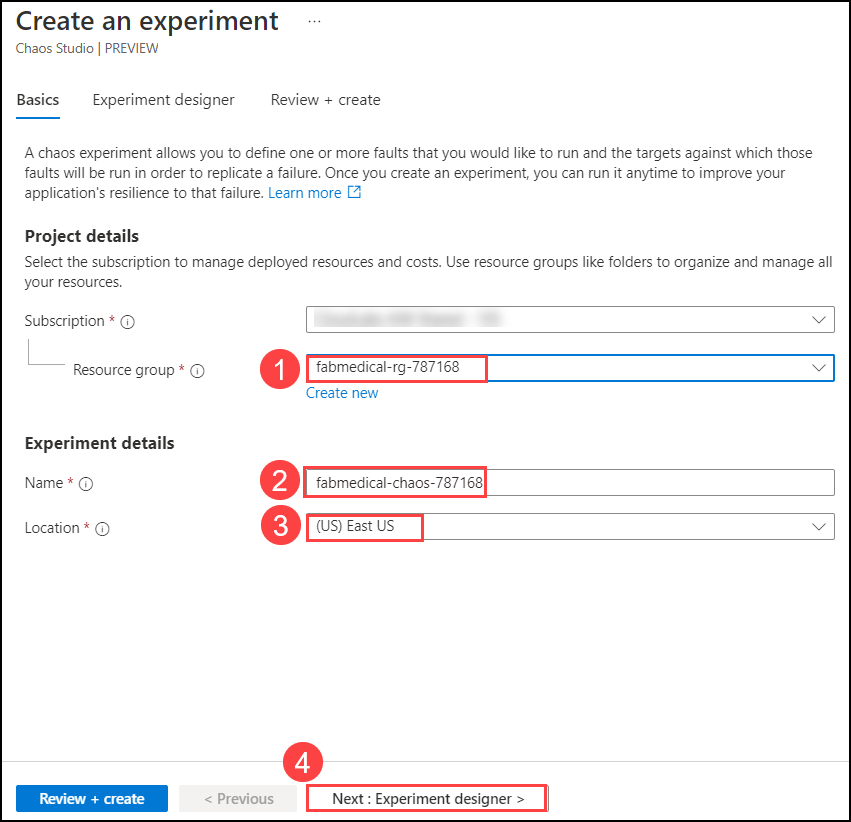 Create an experiment ...
Chaos Studio | PREVIEW
Basics Experiment designer Review + create
A chaos experiment allows you to define one or more faults that you would like to run and the targets against which those
faults will be run in order to replicate a failure. Once you create an experiment, you can run it anytime to improve your
application's resilience to that failure. Learn more
Project details
Select the subscription to manage deployed resources and costs. Use resource groups like folders to organize and manage all
your resources.
Subscription *
Resource group * 1 fabmedical-rg-787168
Create new
Experiment details
Name * 2 fabmedical-chaos-787168
Location * 3 (US) East US
4
Review + create < Previous Next : Experiment designer >